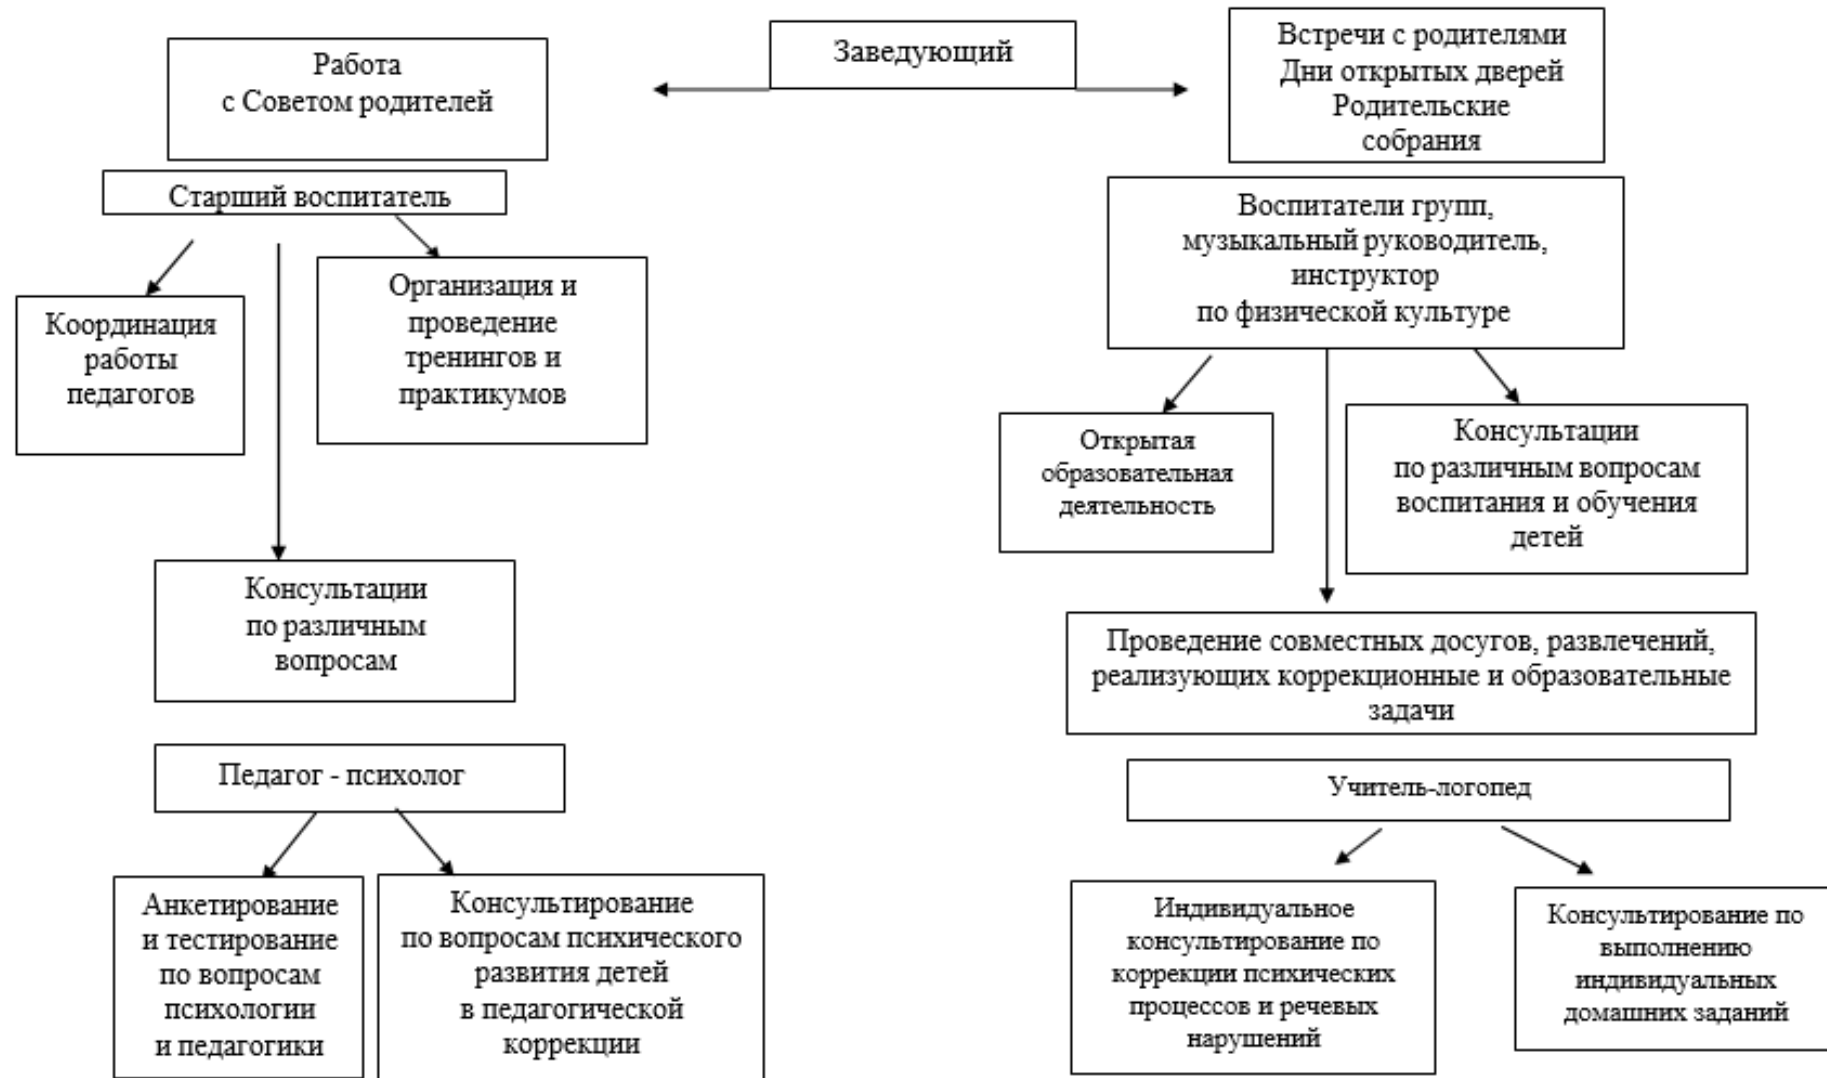 Заведующий
Работа
с Советом родителей
Встречи с родителями
Дни открытых дверей
Родительские
собрания
Старший воспитатель
Координация
работы
педагогов
Организация и
проведение
тренингов и
практикумов
Консультации
по различным
вопросам
Воспитатели групп,
музыкальный руководитель,
инструктор
по физической культуре
Открытая
образовательная
деятельность
Консультации
по различным вопросам
воспитания и обучения
детей
Проведение совместных досугов, развлечений,
реализующих коррекционные и образовательные
задачи
Педагог - психолог
Анкетирование
и тестирование
по вопросам
психологии
и педагогики
Консультирование
по вопросам психического
развития детей
в педагогической
коррекции
Учитель-логопед
Индивидуальное
консультирование по
коррекции психических
процессов и речевых
нарушений
Консультирование по
выполнению
индивидуальных
домашних заданий